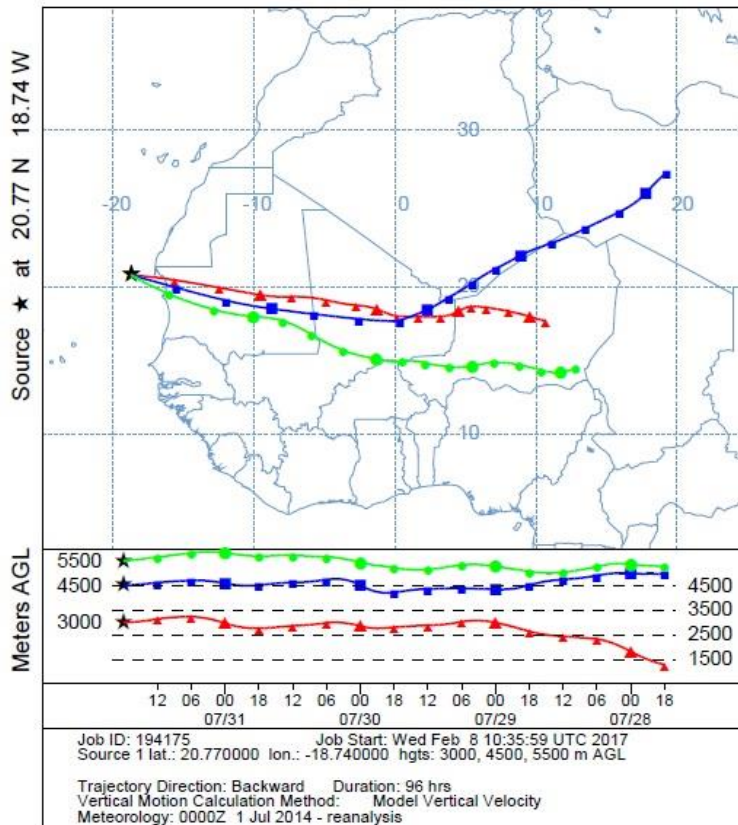 Source ★ at 20.77 N 18.74 W
30
-20 -10 0 10 20
20
10
Meters AGL
5500
4500
3000
4500
3500
2500
1500
12 06 00 18 12 06 00 18 12 06 00 18 12 06 00 18
07/31 07/30 07/29 07/28
Job ID: 194175 Job Start: Wed Feb 8 10:35:59 UTC 2017
Source 1 lat.: 20.770000 lon.: -18.740000 hgts: 3000, 4500, 5500 m AGL
Trajectory Direction: Backward Duration: 96 hrs
Vertical Motion Calculation Method: Model Vertical Velocity
Meteorology: 0000Z 1 Jul 2014 - reanalysis